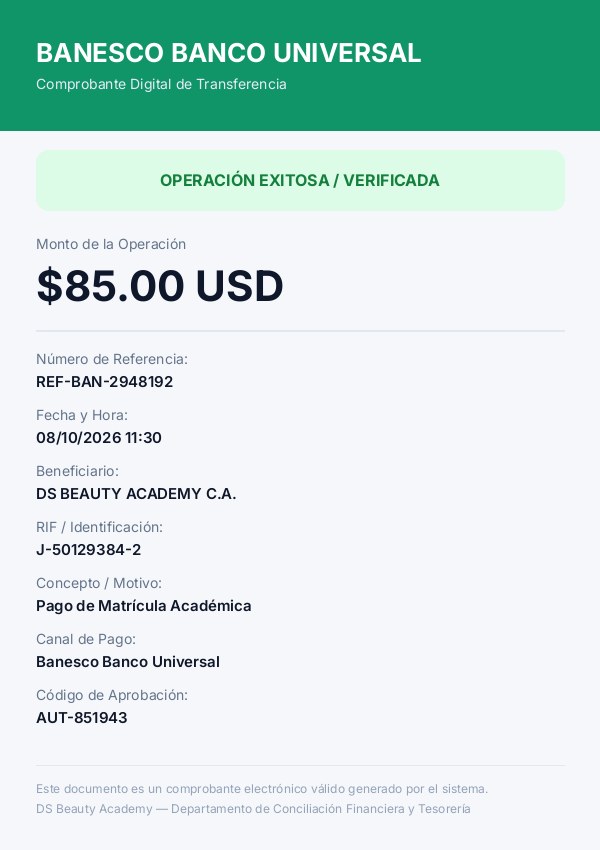 BANESCO BANCO UNIVERSAL
Comprobante Digital de Transferencia
OPERACIÓN EXITOSA / VERIFICADA
Monto de la Operación
$85.00 USD
Número de Referencia:
REF-BAN-2948192
Fecha y Hora:
08/10/2026 11:30
Beneficiario:
DS BEAUTY ACADEMY C.A.
RIF / Identificación:
J-50129384-2
Concepto / Motivo:
Pago de Matrícula Académica
Canal de Pago:
Banesco Banco Universal
Código de Aprobación:
AUT-851943
Este documento es un comprobante electrónico válido generado por el sistema.
DS Beauty Academy — Departamento de Conciliación Financiera y Tesorería